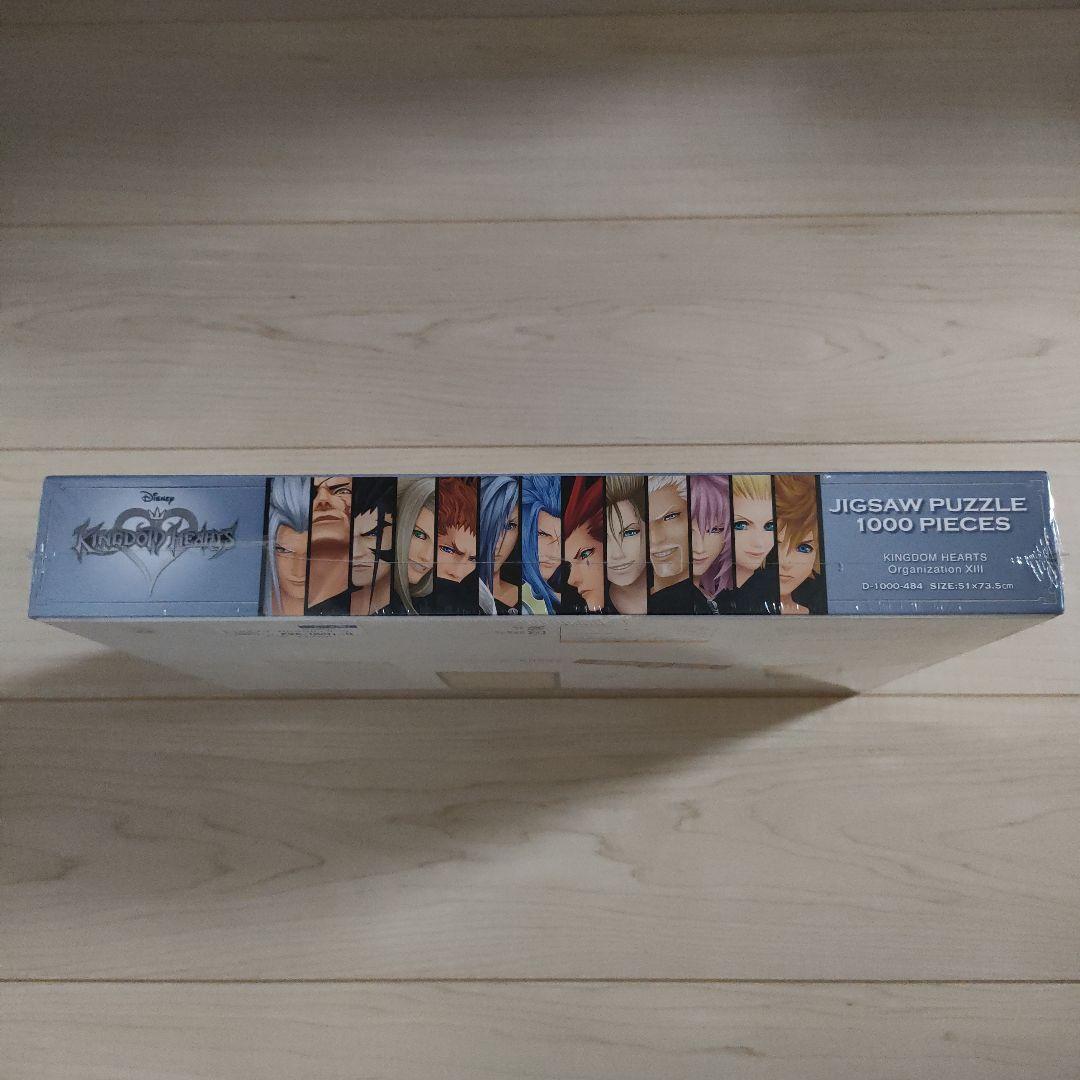 Disney
KINGDOM HEARTS
JIGSAW PUZZLE
1000 PIECES
KINGDOM HEARTS
Organization XIII
D-1000-484 SIZE:51×73.5cm